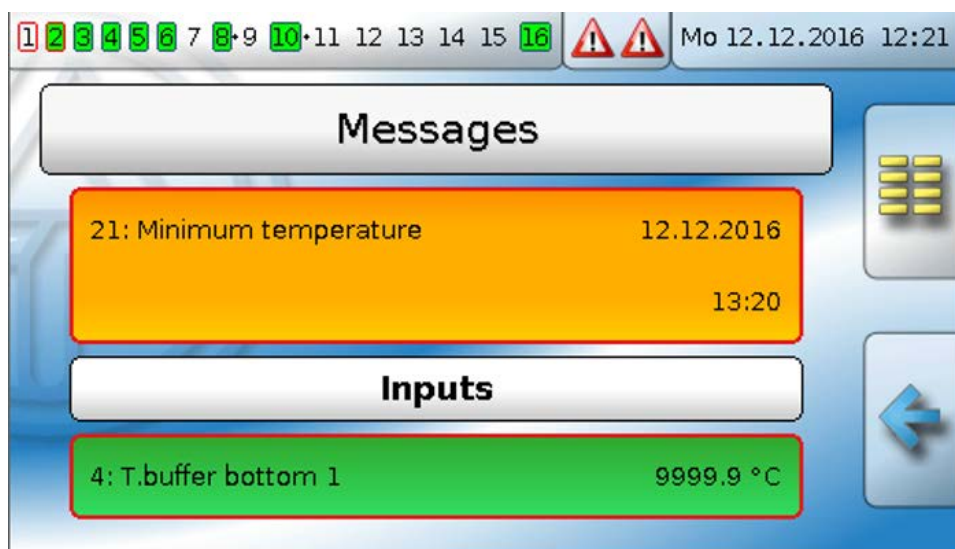 1 2 3 4 5 6 7 8•9 10•11 12 13 14 15 16 Mo 12.12.2016 12:21
Messages
21: Minimum temperature 12.12.2016
13:20
Inputs
4: T.buffer bottom 1 9999.9 °C